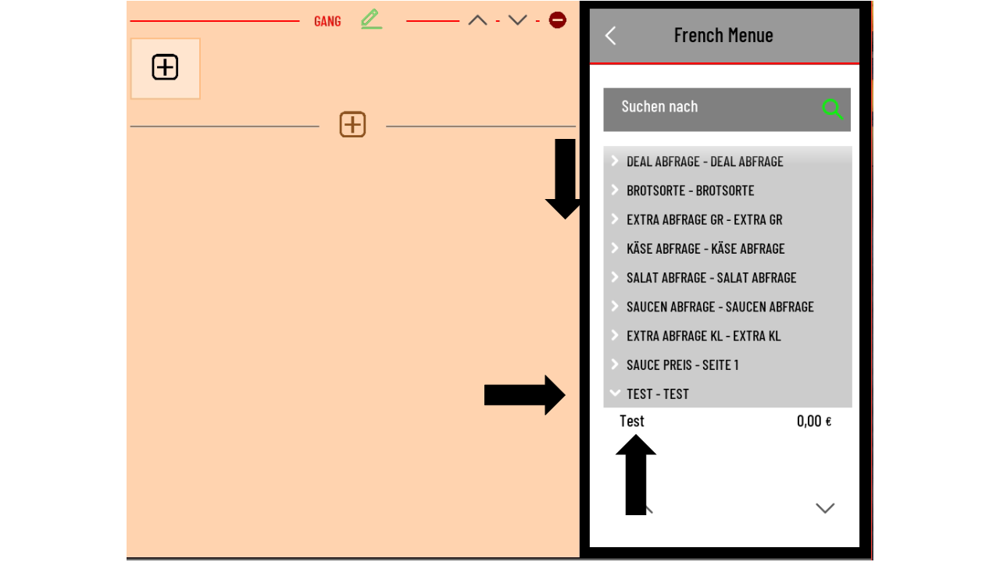 GANG
French Menue
Suchen nach
DEAL ABFRAGE - DEAL ABFRAGE
BROTSORTE - BROTSORTE
EXTRA ABFRAGE GR - EXTRA GR
KÄSE ABFRAGE - KÄSE ABFRAGE
SALAT ABFRAGE - SALAT ABFRAGE
SAUCEN ABFRAGE - SAUCEN ABFRAGE
EXTRA ABFRAGE KL - EXTRA KL
SAUCE PREIS - SEITE 1
TEST - TEST
Test 0,00 €